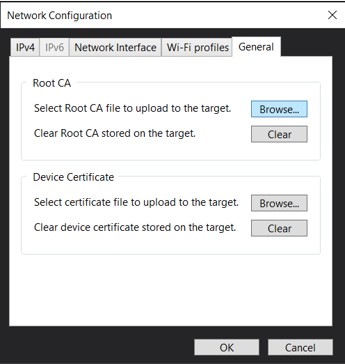 Network Configuration
IPv4 IPv6 Network Interface Wi-Fi profiles General
Root CA
Select Root CA file to upload to the target. Browse...
Clear Root CA stored on the target. Clear
Device Certificate
Select certificate file to upload to the target. Browse...
Clear device certificate stored on the target. Clear
OK Cancel